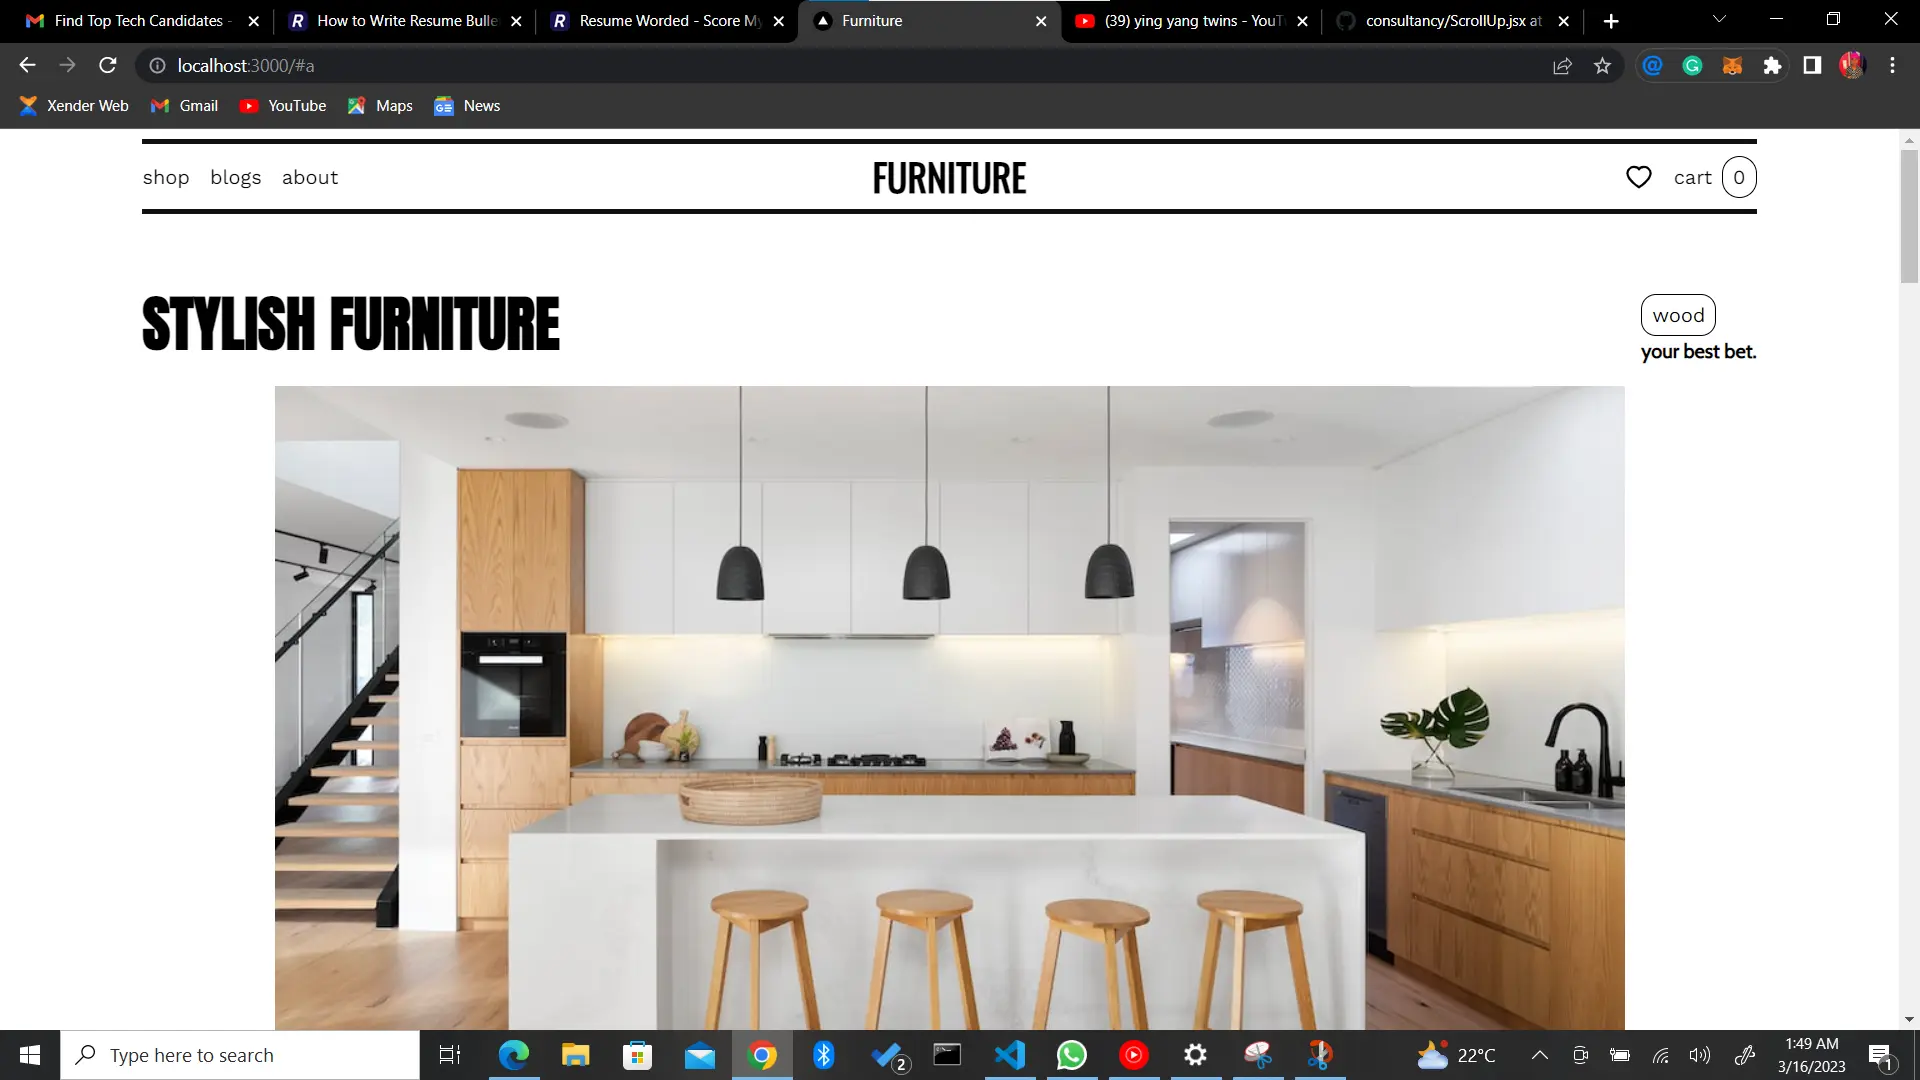 Find Top Tech Candidates -
How to Write Resume Bulle
Resume Worded - Score My
Furniture
(39) ying yang twins - YouT
consultancy/ScrollUp.jsx at
localhost:3000/#a
Xender Web
Gmail
YouTube
Maps
News
shop blogs about
FURNITURE
cart 0
STYLISH FURNITURE
wood
your best bet.
Type here to search
2
22°C
1:49 AM
3/16/2023
1